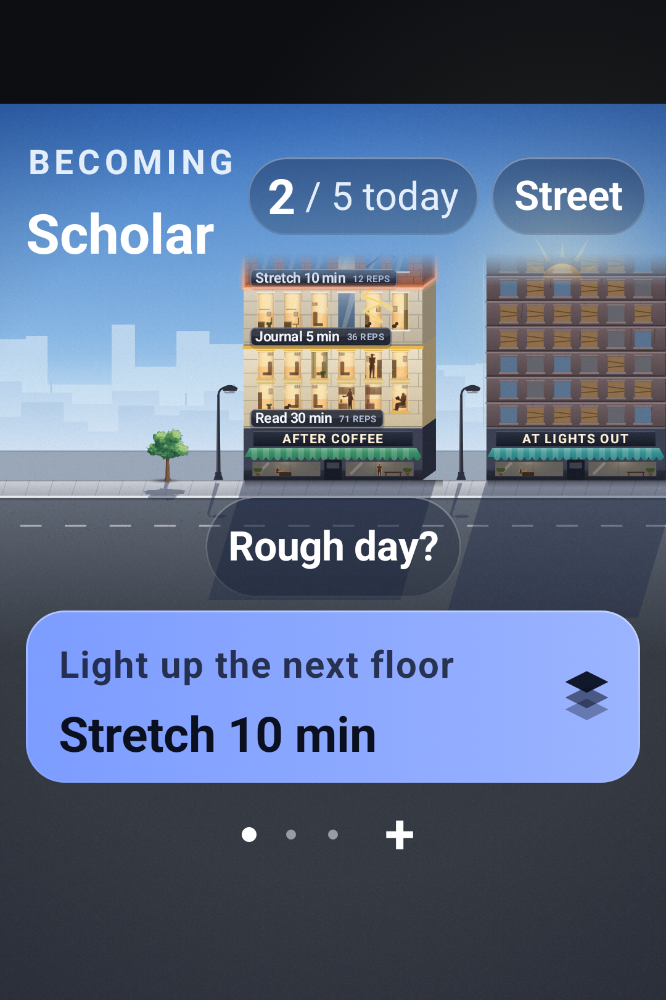 BECOMING
Scholar
2 / 5 today
Street
Stretch 10 min 12 REPS
Journal 5 min 36 REPS
Read 30 min 71 REPS
AFTER COFFEE
AT LIGHTS OUT
Rough day?
Light up the next floor
Stretch 10 min